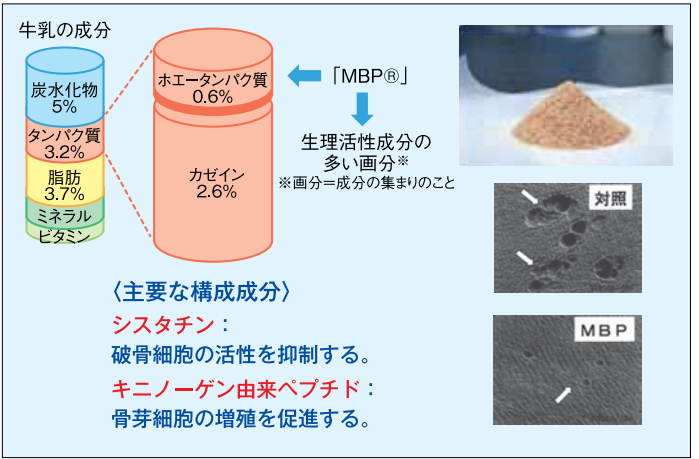 牛乳の成分
炭水化物
5%
タンパク質
3.2%
脂肪
3.7%
ミネラル
ビタミン
ホエータンパク質
0.6%
カゼイン
2.6%
「MBP®」
生理活性成分の
多い画分※
※画分＝成分の集まりのこと
対照
MBP
〈主要な構成成分〉
シスタチン：
破骨細胞の活性を抑制する。
キニノーゲン由来ペプチド：
骨芽細胞の増殖を促進する。